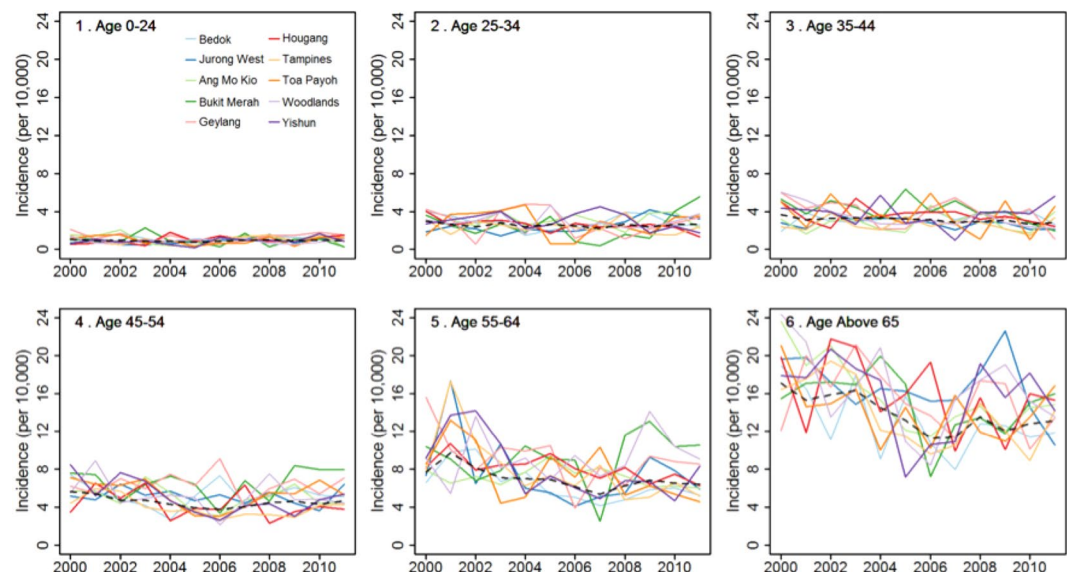 1 . Age 0-24
2 . Age 25-34
3 . Age 35-44
Incidence (per 10,000)
24
20
16
12
8
4
0
Bedok
Jurong West
Ang Mo Kio
Bukit Merah
Geylang
Hougang
Tampines
Toa Payoh
Woodlands
Yishun
2000 2002 2004 2006 2008 2010
Incidence (per 10,000)
24
20
16
12
8
4
0
2000 2002 2004 2006 2008 2010
Incidence (per 10,000)
24
20
16
12
8
4
0
2000 2002 2004 2006 2008 2010
4 . Age 45-54
5 . Age 55-64
6 . Age Above 65
Incidence (per 10,000)
24
20
16
12
8
4
0
2000 2002 2004 2006 2008 2010
Incidence (per 10,000)
24
20
16
12
8
4
0
2000 2002 2004 2006 2008 2010
Incidence (per 10,000)
24
20
16
12
8
4
0
2000 2002 2004 2006 2008 2010